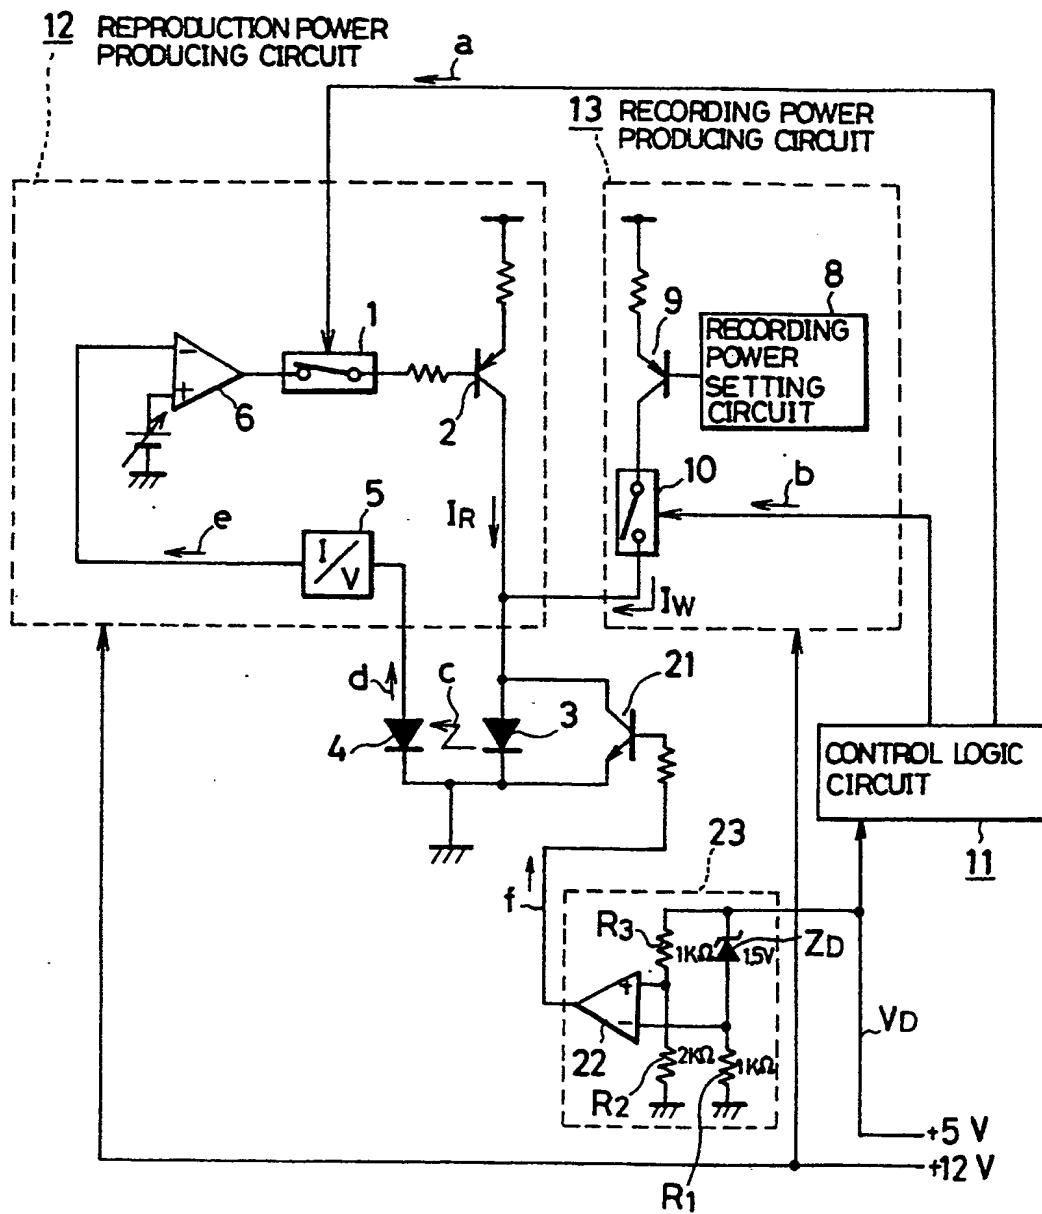 12 REPRODUCTION POWER
PRODUCING CIRCUIT
a
13 RECORDING POWER
PRODUCING CIRCUIT
1
2
6
-
+
9
8
RECORDING
POWER
SETTING
CIRCUIT
10
b
IR
IW
5
I/V
e
d
c
4
3
21
CONTROL LOGIC
CIRCUIT
11
23
f
R3
1KΩ
1.5V
ZD
+
-
22
2KΩ
1KΩ
R2
R1
VD
+5 V
+12 V